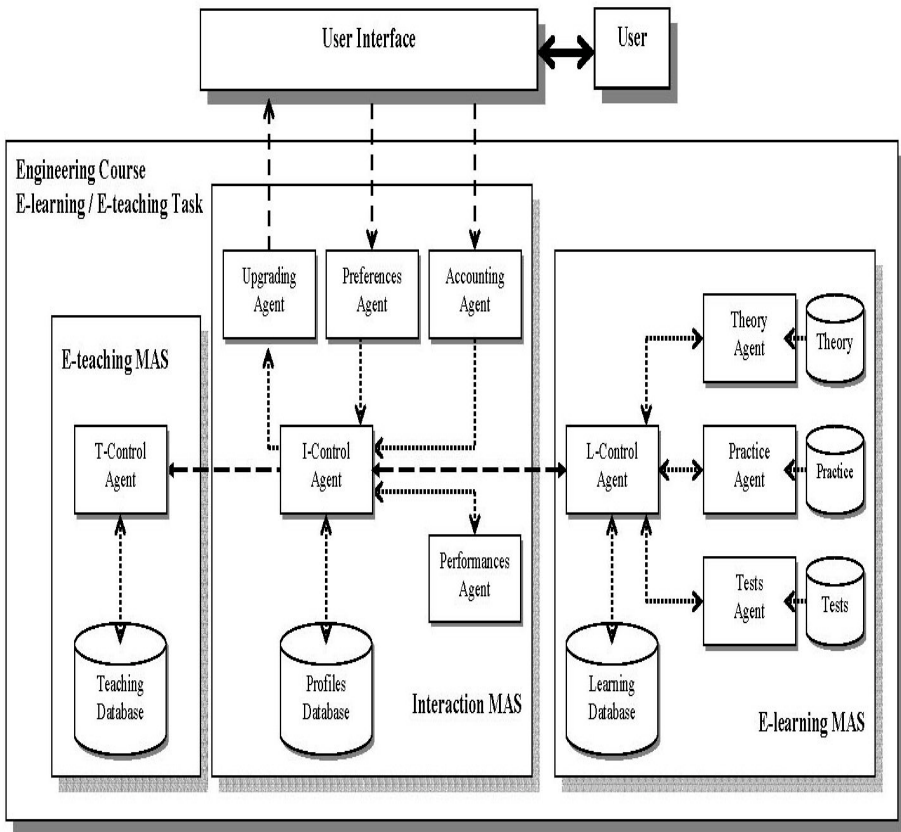 User Interface
User
Engineering Course
E-learning / E-teaching Task
Upgrading
Agent
Preferences
Agent
Accounting
Agent
Theory
Agent
Theory
E-teaching MAS
T-Control
Agent
I-Control
Agent
L-Control
Agent
Practice
Agent
Practice
Performances
Agent
Tests
Agent
Tests
Teaching
Database
Profiles
Database
Interaction MAS
Learning
Database
E-learning MAS